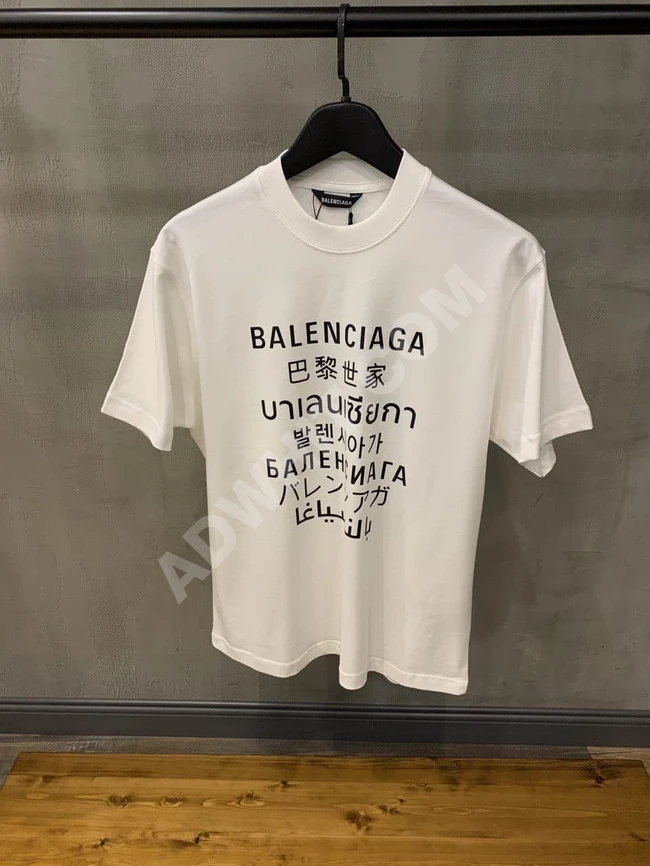 BALENCIAGA
BALENCIAGA
巴黎世家
บาเลนเซียกา
발렌시아가
БАЛЕНСИАГА
バレンシアガ
بالنسياغا